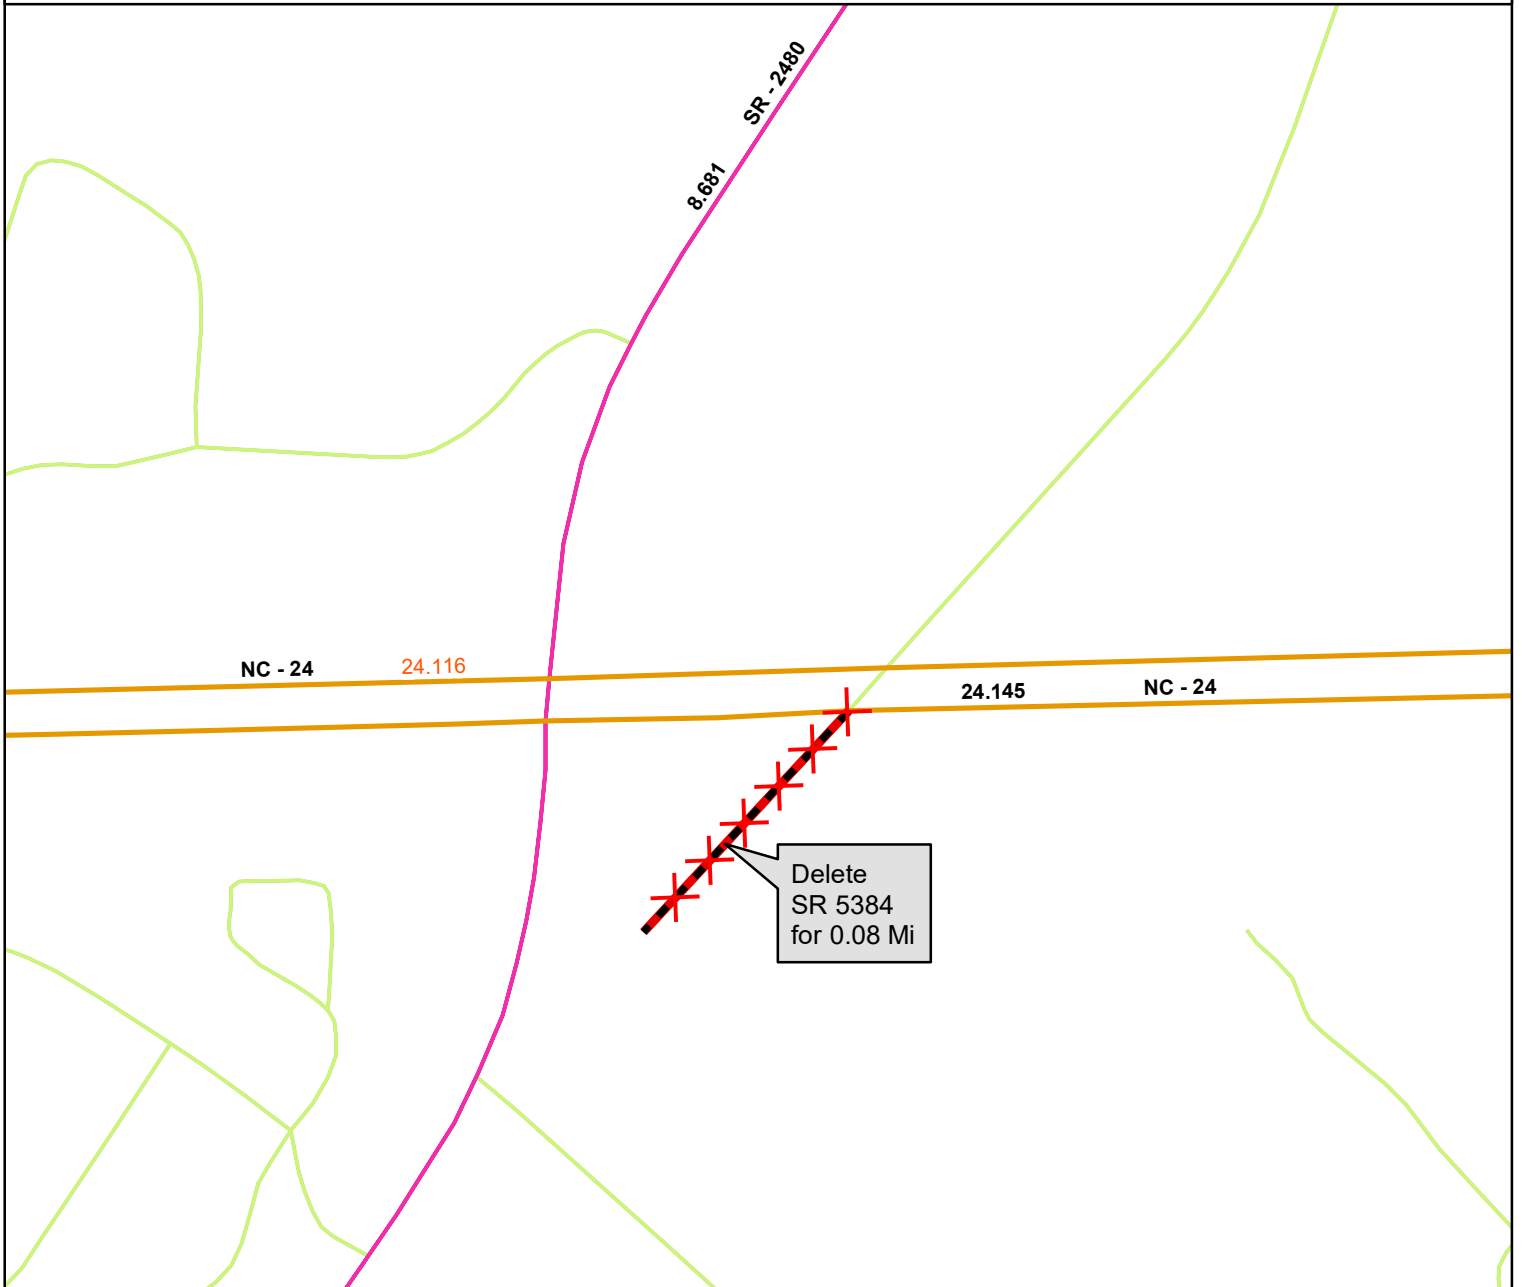 SR - 2480
8.681
NC - 24
24.116
24.145
NC - 24
Delete
SR 5384
for 0.08 Mi